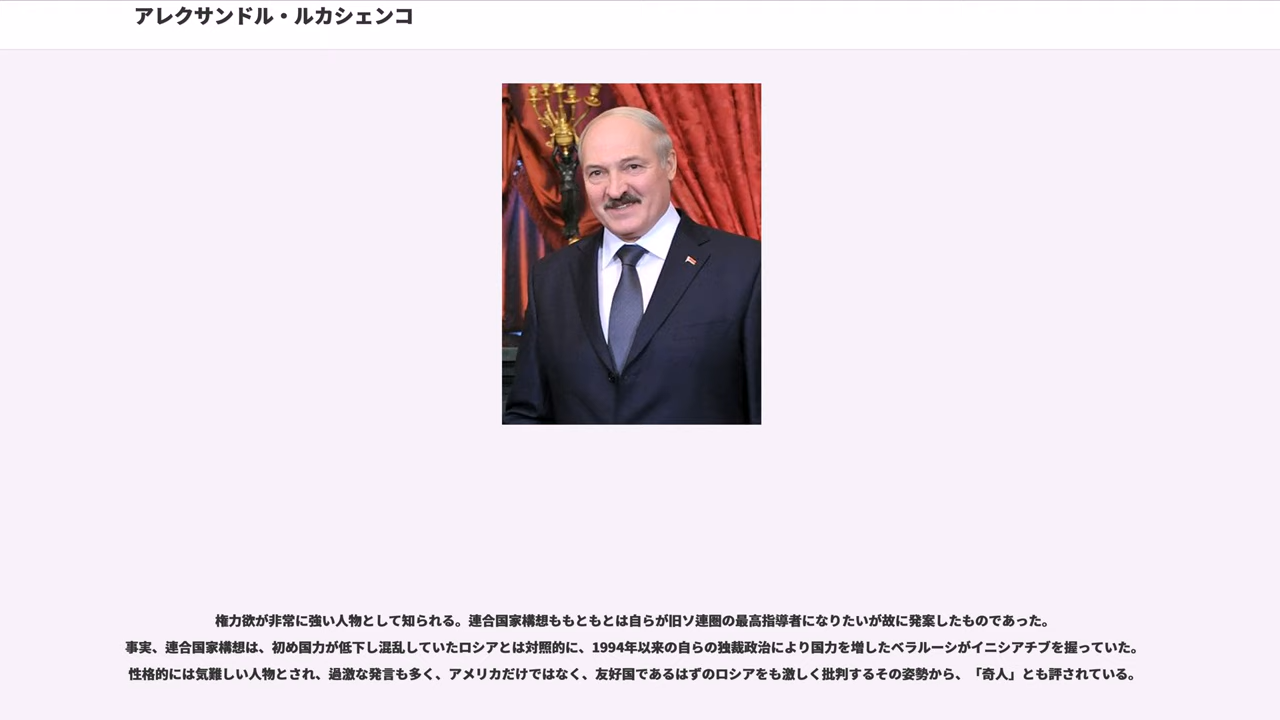 アレクサンドル・ルカシェンコ
権力欲が非常に強い人物として知られる。連合国家構想ももともとは自らが旧ソ連圏の最高指導者になりたいが故に発案したものであった。
事実、連合国家構想は、初め国力が低下し混乱していたロシアとは対照的に、1994年以来の自らの独裁政治により国力を増したベラルーシがイニシアチブを握っていた。
性格的には気難しい人物とされ、過激な発言も多く、アメリカだけではなく、友好国であるはずのロシアをも激しく批判するその姿勢から、「奇人」とも評されている。